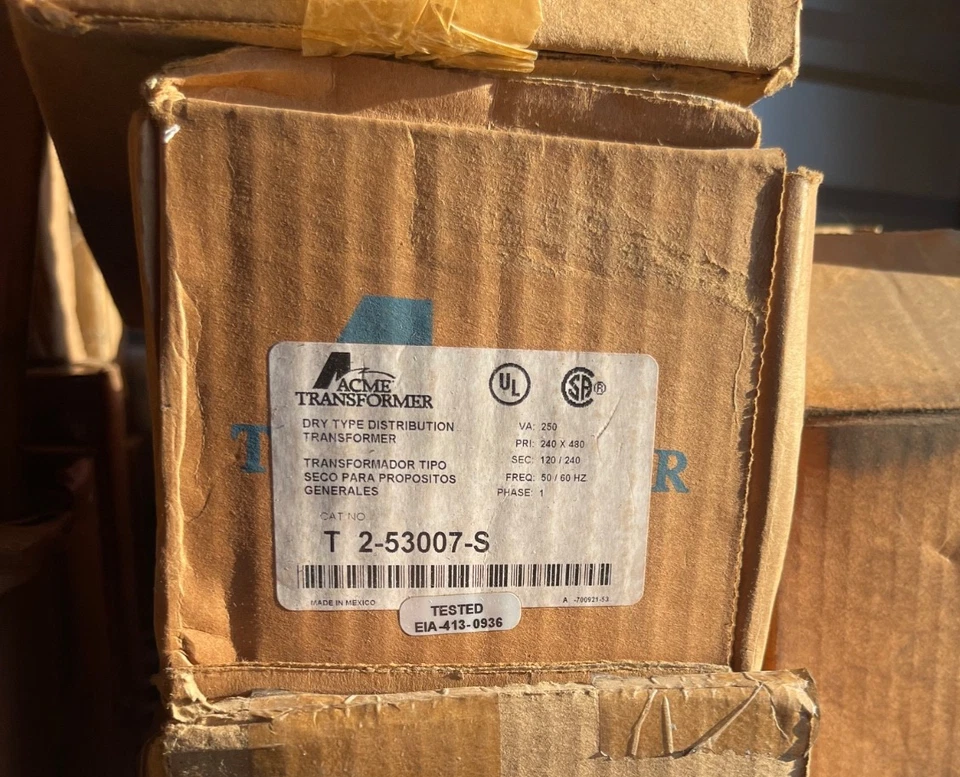 ACME
TRANSFORMER
UL
SA ®
DRY TYPE DISTRIBUTION
TRANSFORMER
TRANSFORMADOR TIPO
SECO PARA PROPOSITOS
GENERALES
VA: 250
PRI: 240 X 480
SEC: 120 / 240
FREQ: 50 / 60 HZ
PHASE: 1
CAT NO
T 2-53007-S
MADE IN MEXICO
A -700921-53
TESTED
EIA-413-0936
T
R